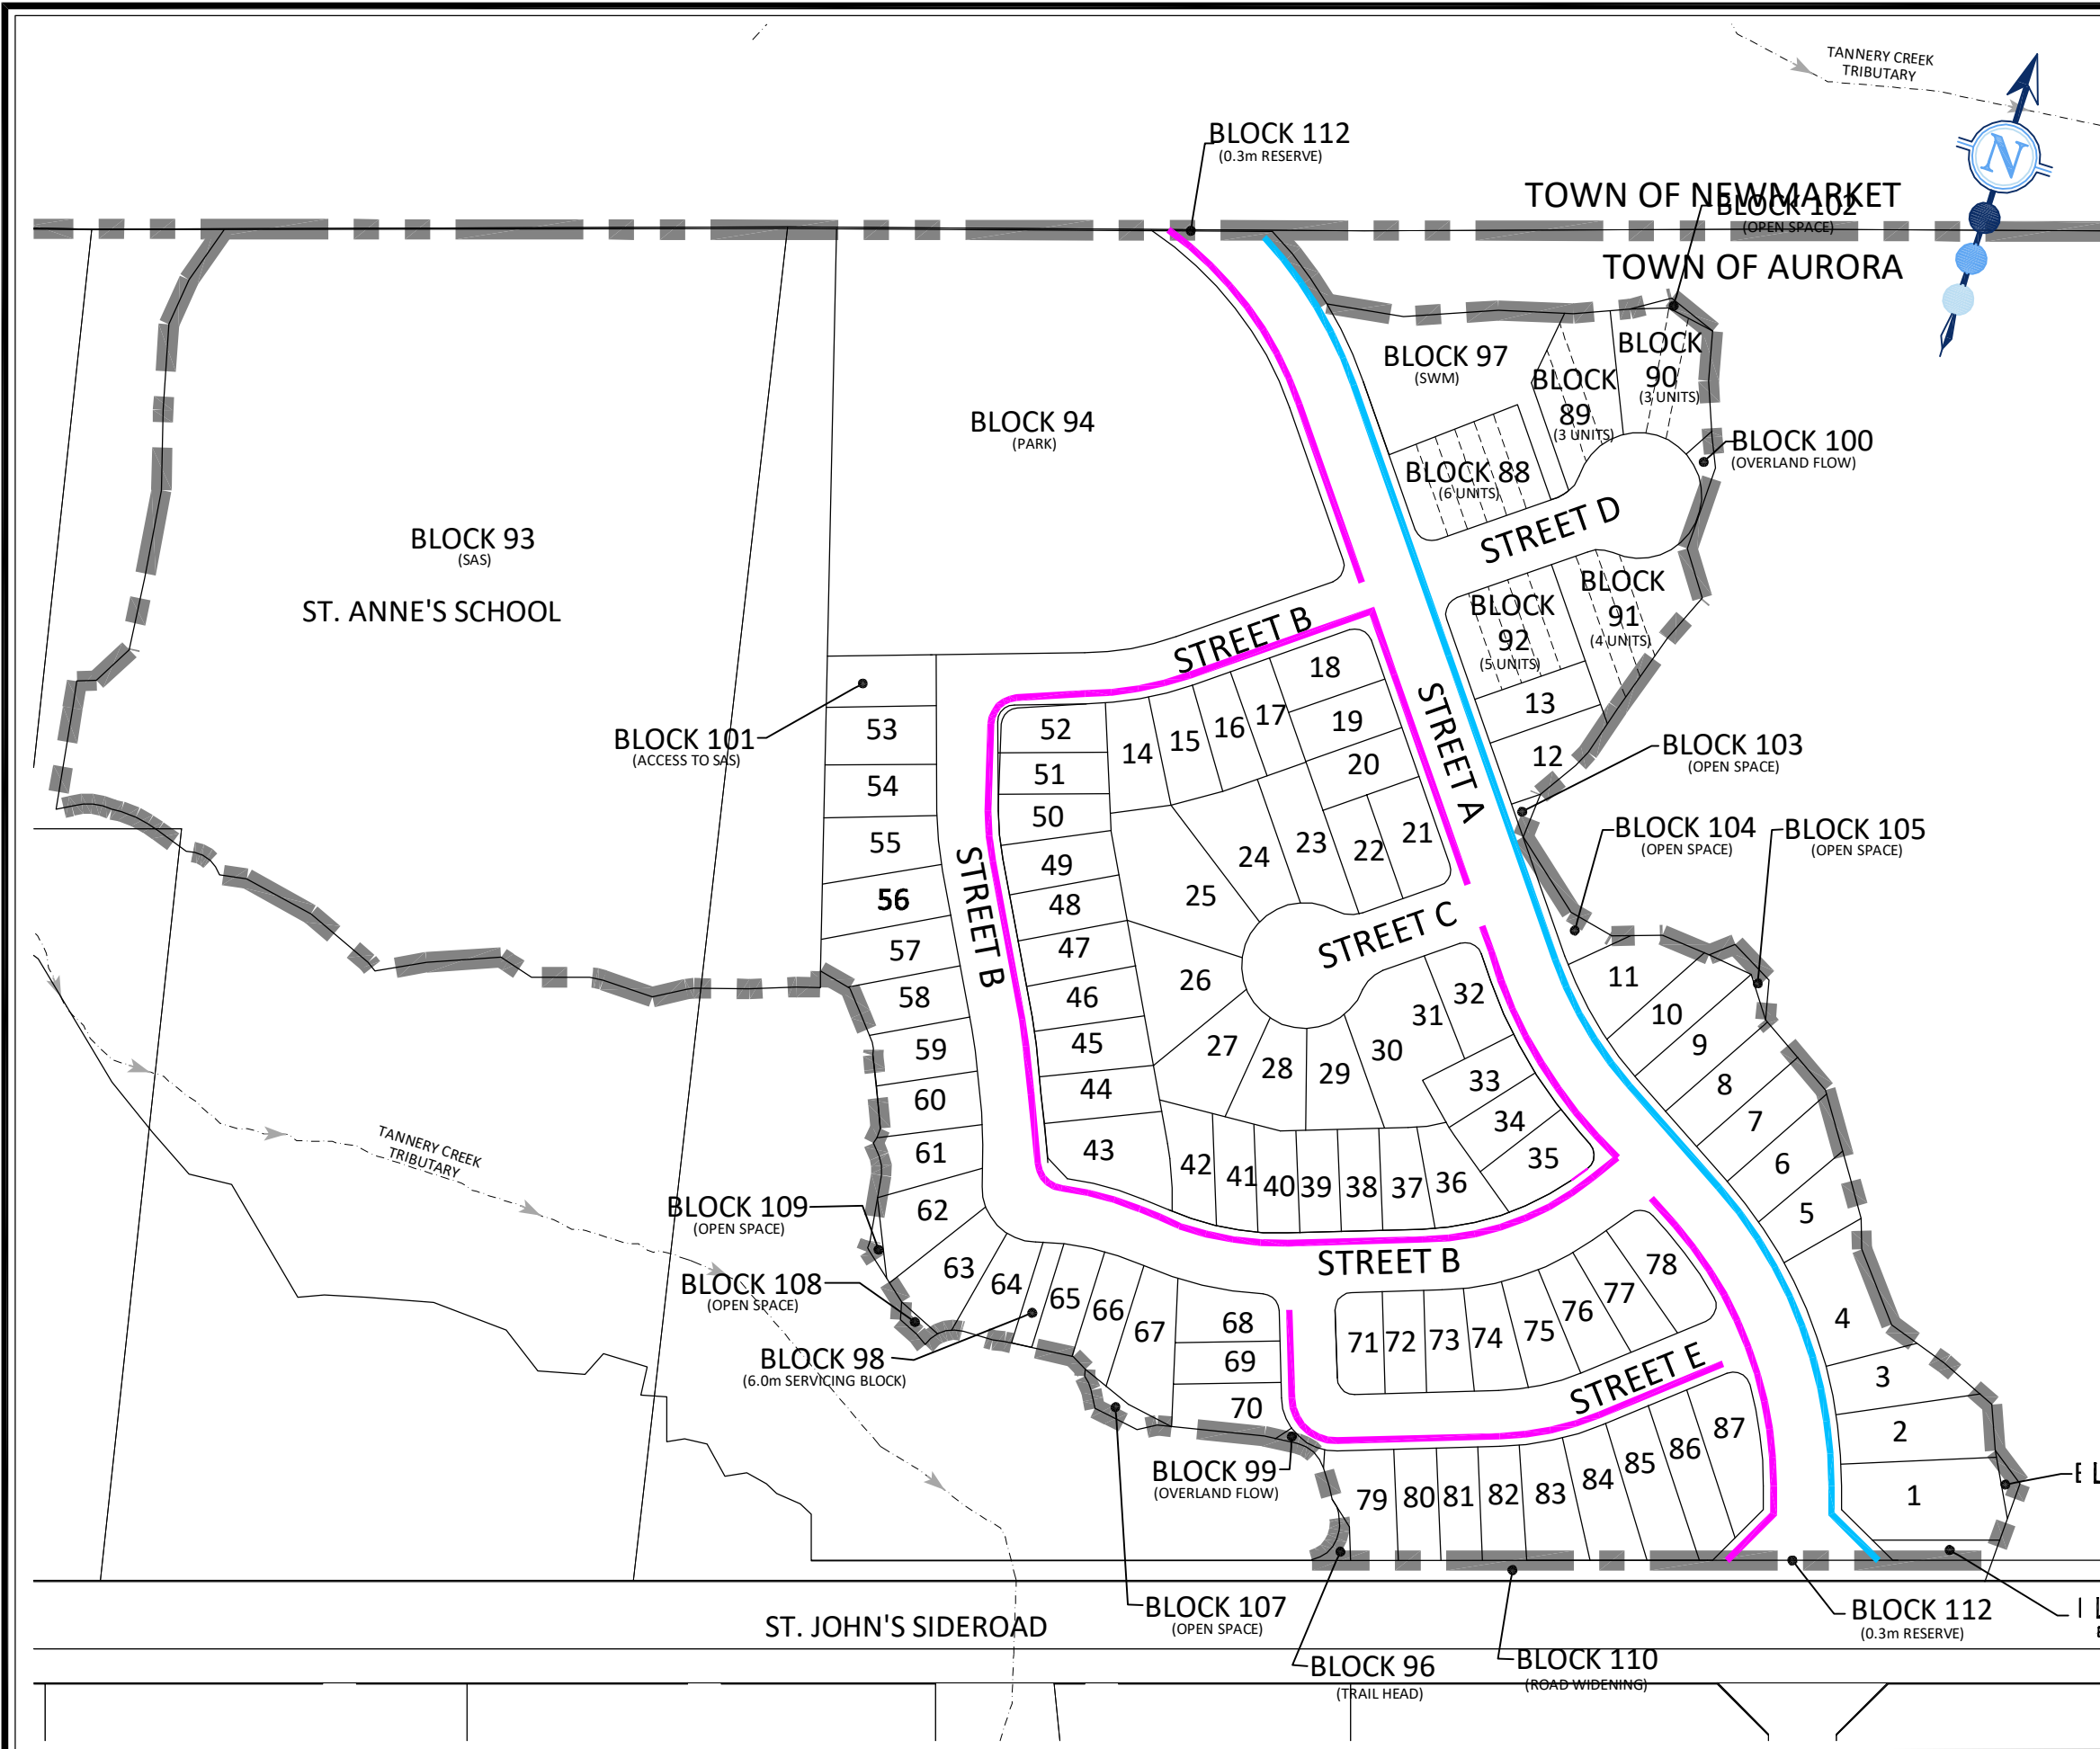 TANNERY CREEK
TRIBUTARY
N
BLOCK 112
(0.3m RESERVE)
TOWN OF NEWMARKET
BLOCK 102
(OPEN SPACE)
TOWN OF AURORA
BLOCK 97
(SWM)
BLOCK
90
(3 UNITS)
BLOCK
89
(3 UNITS)
BLOCK 94
(PARK)
BLOCK 100
(OVERLAND FLOW)
BLOCK 88
(6 UNITS)
STREET D
BLOCK 93
(SAS)
ST. ANNE'S SCHOOL
BLOCK
91
(4 UNITS)
BLOCK
92
(5 UNITS)
STREET B
18
13
STREET A
19
17
16
15
14
52
53
BLOCK 101
(ACCESS TO SAS)
12
BLOCK 103
(OPEN SPACE)
20
51
54
50
21
22
23
24
BLOCK 104
(OPEN SPACE)
BLOCK 105
(OPEN SPACE)
55
49
STREET B
56
25
48
STREET C
57
47
26
11
58
46
32
31
10
59
45
27
30
9
60
44
28
29
33
8
34
7
TANNERY CREEK
TRIBUTARY
61
43
42
41
40
39
38
37
36
35
6
5
62
BLOCK 109
(OPEN SPACE)
63
64
STREET B
78
BLOCK 108
(OPEN SPACE)
65
66
67
68
77
76
75
74
73
72
71
4
BLOCK 98
(6.0m SERVICING BLOCK)
69
STREET E
3
70
87
2
86
85
84
83
82
81
80
79
BLOCK 99
(OVERLAND FLOW)
1
BLOCK 107
(OPEN SPACE)
ST. JOHN'S SIDEROAD
BLOCK 112
(0.3m RESERVE)
BLOCK 96
(TRAIL HEAD)
BLOCK 110
(ROAD WIDENING)